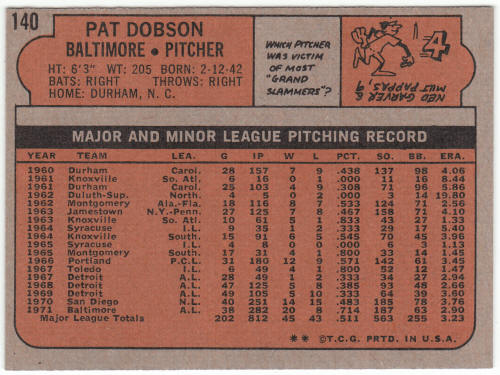 140
PAT DOBSON
BALTIMORE • PITCHER
HT: 6'3" WT: 205 BORN: 2-12-42
BATS: RIGHT THROWS: RIGHT
HOME: DURHAM, N. C.
WHICH PITCHER
WAS VICTIM
OF MOST
"GRAND
SLAMMERS"?
4
NED GARVER &
MILT PAPPAS
9
MAJOR AND MINOR LEAGUE PITCHING RECORD
YEAR TEAM LEA. G IP W L PCT. SO. BB. ERA.
1960 Durham Carol. 28 157 7 9 .438 137 98 4.06
1961 Knoxville So. Atl. 6 16 0 1 .000 11 16 8.44
1961 Durham Carol. 25 103 4 9 .308 71 96 5.86
1962 Duluth-Sup. North. 4 5 0 2 .000 3 14 19.80
1962 Montgomery Ala.-Fla. 18 116 8 7 .533 124 71 2.56
1963 Jamestown N.Y.-Penn. 27 125 7 8 .467 158 71 4.10
1963 Knoxville So. Atl. 10 61 5 1 .833 43 27 1.33
1964 Syracuse I.L. 29 17 5.40
1964 Knoxville South. 15 91 6 5 .545 70 45 3.96
1965 Syracuse I.L. 4 8 0 0 .000 6 3 1.13
1965 Montgomery South. 17 31 4 1 .800 33 14 1.45
1966 Portland P.C.L. 31 180 12 9 .571 142 61 3.45
1967 Toledo I.L. 6 49 4 1 .800 52 12 1.47
1967 Detroit A.L. 28 49 1 2 .333 34 27 2.94
1968 Detroit A.L. 47 125 5 8 .385 93 48 2.66
1969 Detroit A.L. 49 105 5 10 .333 64 39 3.60
1970 San Diego N.L. 40 251 14 15 .483 185 78 3.76
1971 Baltimore A.L. 38 282 20 8 .714 187 63 2.90
Major League Totals 202 812 45 43 .511 563 255 3.23
** ©T.C.G. PRTD. IN U.S.A.